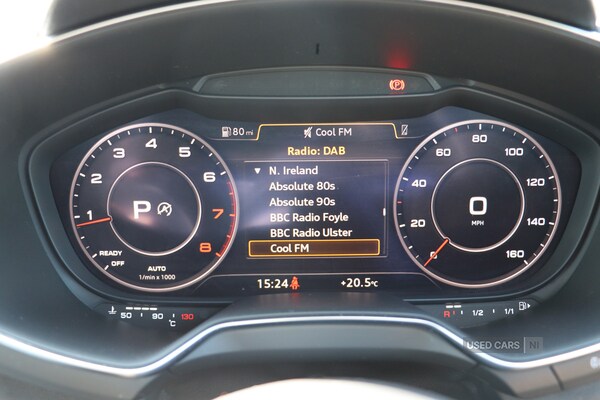 80 mi
Cool FM
Radio: DAB
N. Ireland
Absolute 80s
Absolute 90s
BBC Radio Foyle
BBC Radio Ulster
Cool FM
15:24
+20.5°C
1 2 3 4 5 6 7 8
P
READY
OFF
AUTO
1/min x 1000
0
MPH
20 40 60 80 100 120 140 160
50 90 130
°C
R 1/2 1/1
USED CARS NI